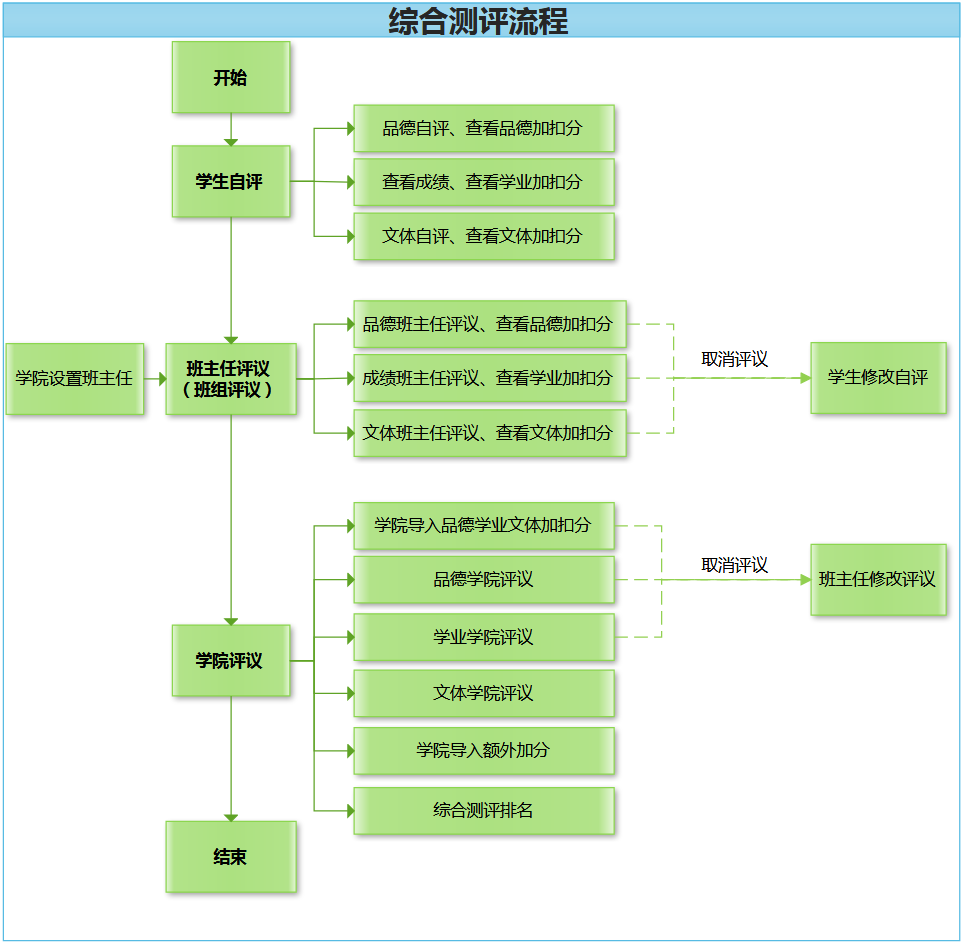 综合测评流程
开始
学生自评
品德自评、查看品德加扣分
查看成绩、查看学业加扣分
文体自评、查看文体加扣分
学院设置班主任
班主任评议
（班组评议）
品德班主任评议、查看品德加扣分
成绩班主任评议、查看学业加扣分
文体班主任评议、查看文体加扣分
取消评议
学生修改自评
学院评议
学院导入品德学业文体加扣分
品德学院评议
学业学院评议
文体学院评议
学院导入额外加分
综合测评排名
取消评议
班主任修改评议
结束